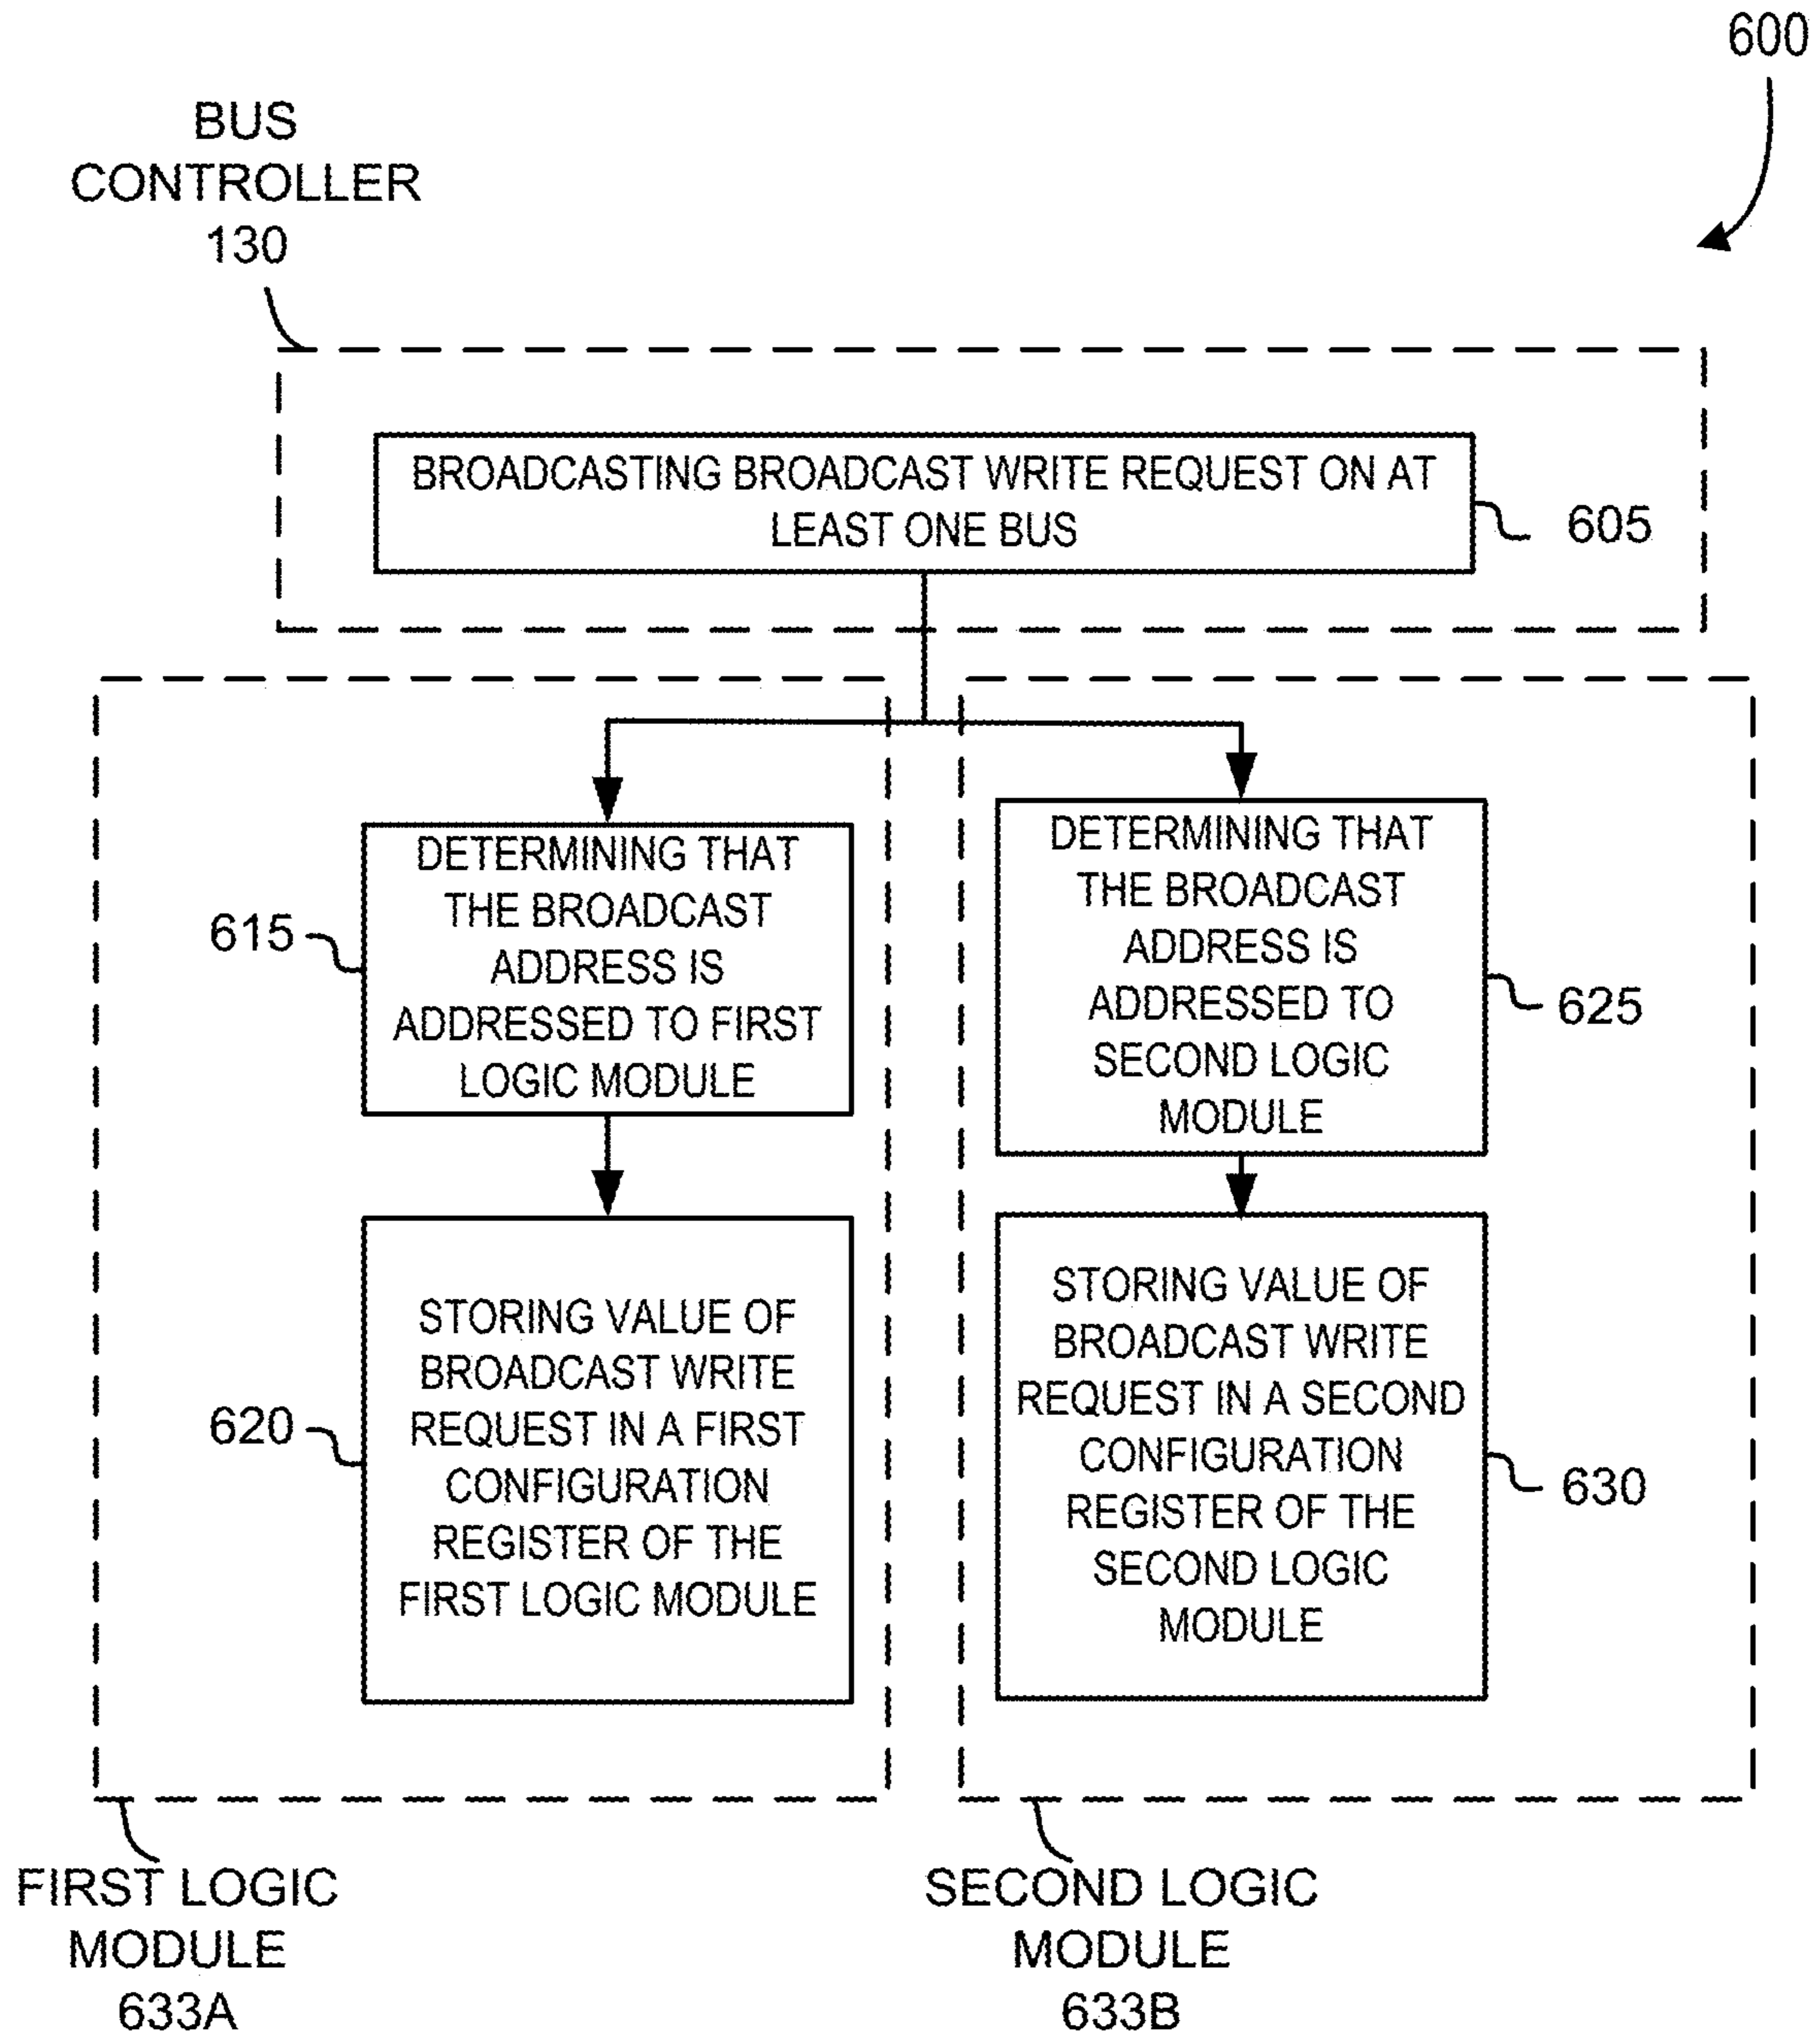 600
BUS
CONTROLLER
130
BROADCASTING BROADCAST WRITE REQUEST ON AT
LEAST ONE BUS
605
DETERMINING THAT
THE BROADCAST
ADDRESS IS
ADDRESSED TO FIRST
LOGIC MODULE
615
DETERMINING THAT
THE BROADCAST
ADDRESS IS
ADDRESSED TO
SECOND LOGIC
MODULE
625
STORING VALUE OF
BROADCAST WRITE
REQUEST IN A FIRST
CONFIGURATION
REGISTER OF THE
FIRST LOGIC MODULE
620
STORING VALUE OF
BROADCAST WRITE
REQUEST IN A SECOND
CONFIGURATION
REGISTER OF THE
SECOND LOGIC
MODULE
630
FIRST LOGIC
MODULE
633A
SECOND LOGIC
MODULE
633B